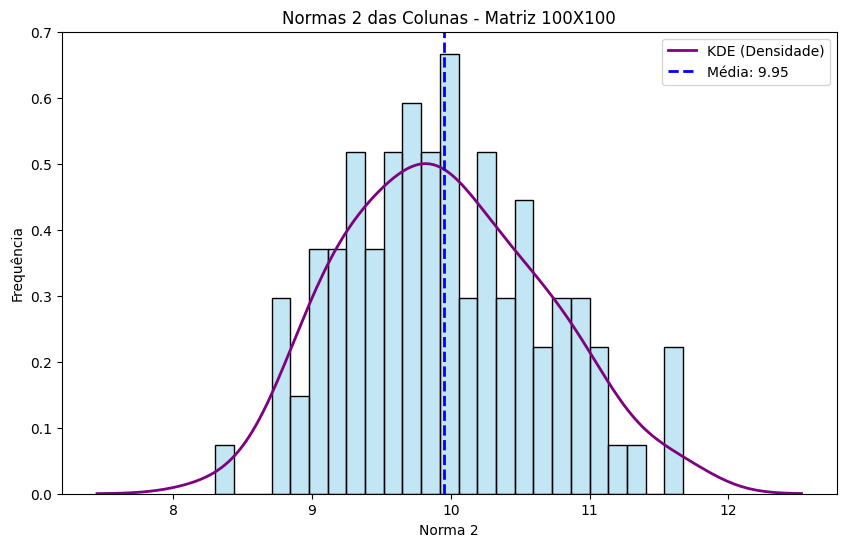 Normas 2 das Colunas - Matriz 100X100
KDE (Densidade)
Média: 9.95
Frequência
0.7
0.6
0.5
0.4
0.3
0.2
0.1
0.0
8
9
10
11
12
Norma 2